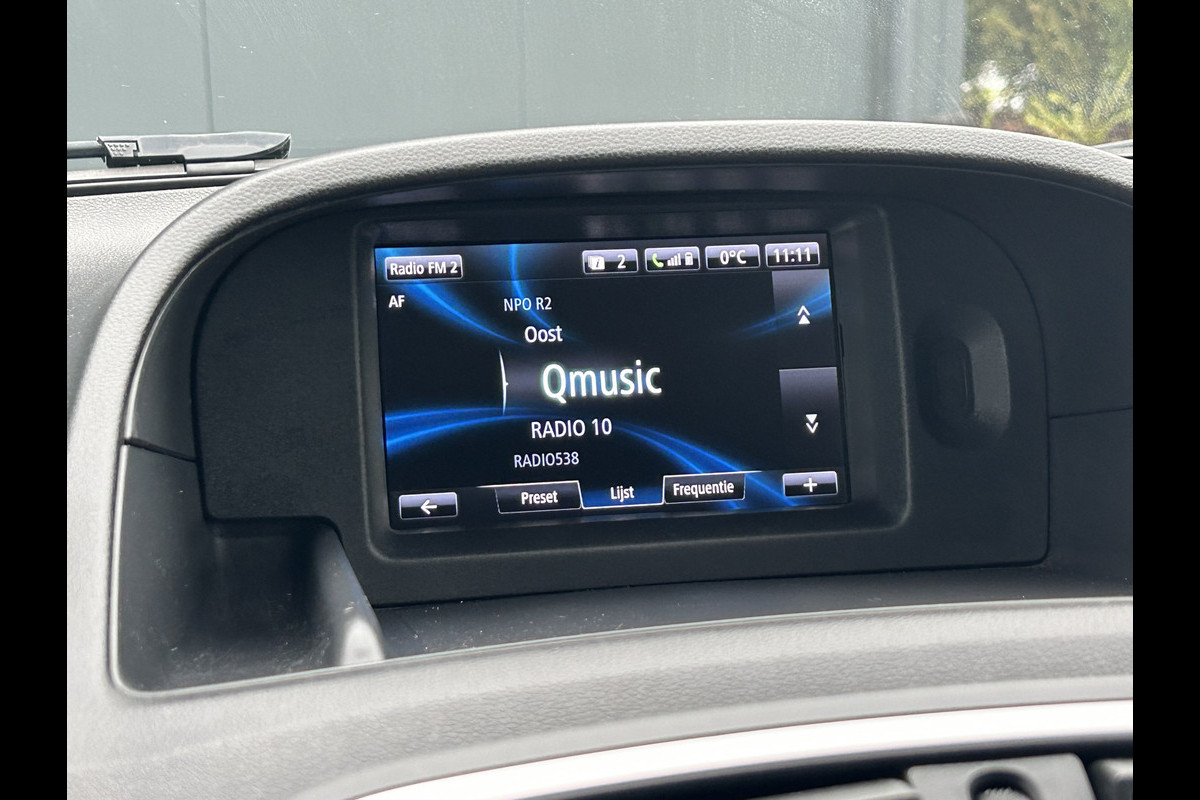 Radio FM 2
2
0°C
11:11
AF
NPO R2
Oost
Qmusic
RADIO 10
RADIO538
Preset
Lijst
Frequentie
+